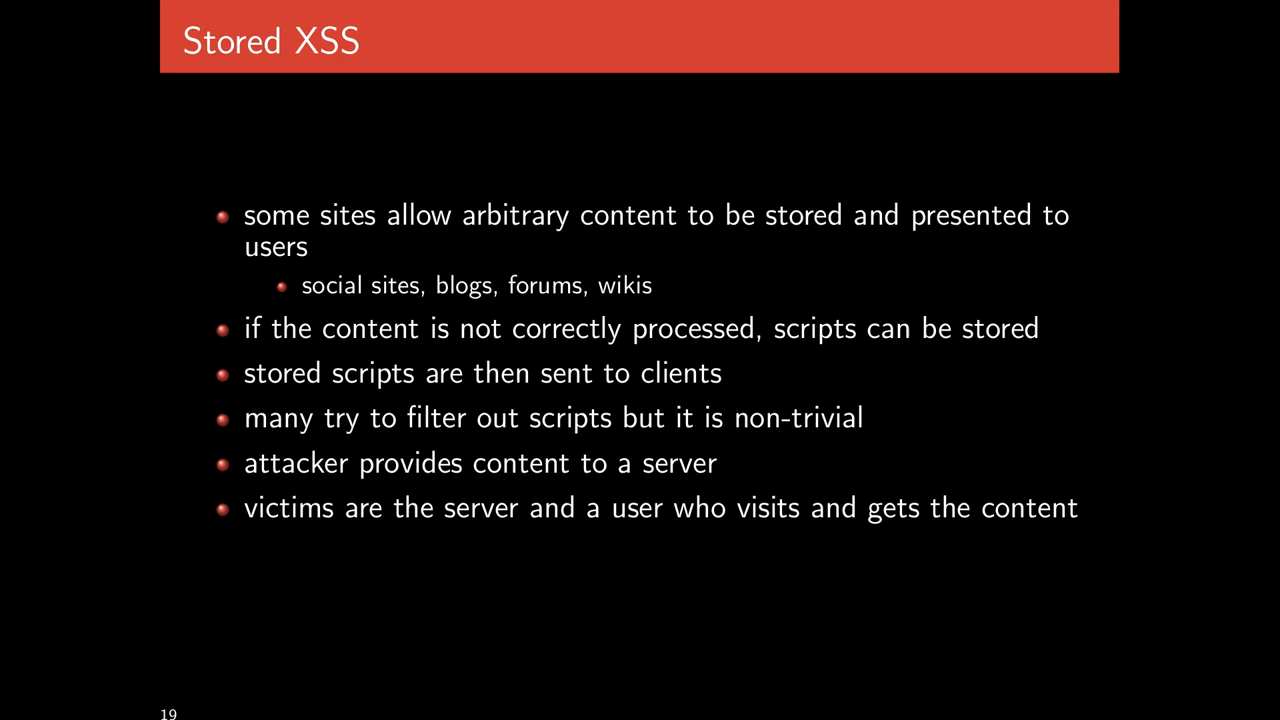 Stored XSS
some sites allow arbitrary content to be stored and presented to
users
social sites, blogs, forums, wikis
if the content is not correctly processed, scripts can be stored
stored scripts are then sent to clients
many try to filter out scripts but it is non-trivial
attacker provides content to a server
victims are the server and a user who visits and gets the content
19